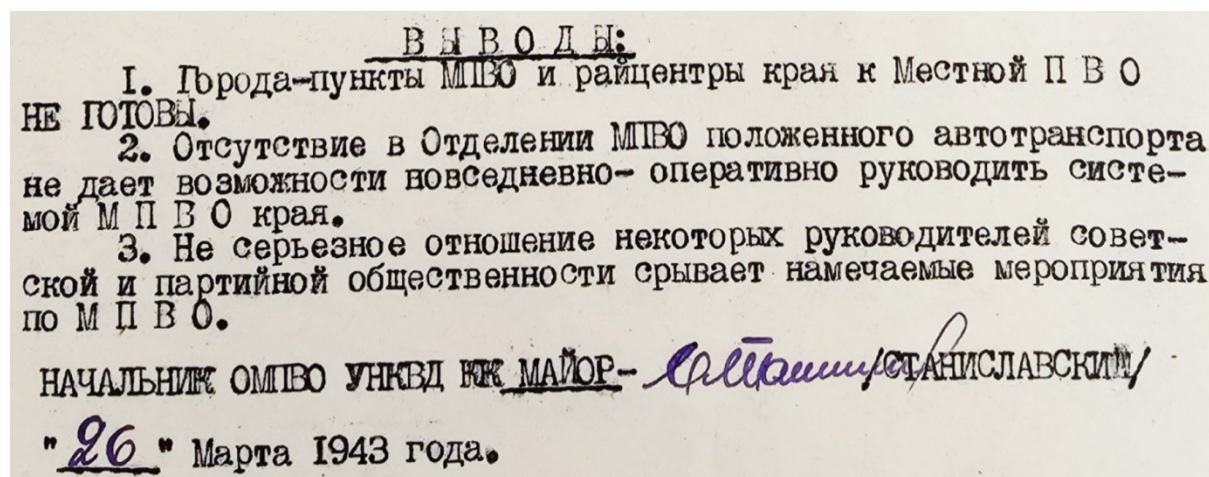 ВЫВОДЫ:
I. Города-пункты МПВО и райцентры края к Местной П В О
НЕ ГОТОВЫ.
2. Отсутствие в Отделении МПВО положенного автотранспорта
не дает возможности повседневно- оперативно руководить систе-
мой М П В О края.
3. Не серьезное отношение некоторых руководителей совет-
ской и партийной общественности срывает намечаемые мероприятия
по М П В О.
НАЧАЛЬНИК ОМПВО УНКВД КК МАЙОР- /СТАНИСЛАВСКИЙ/
"26" Марта 1943 года.